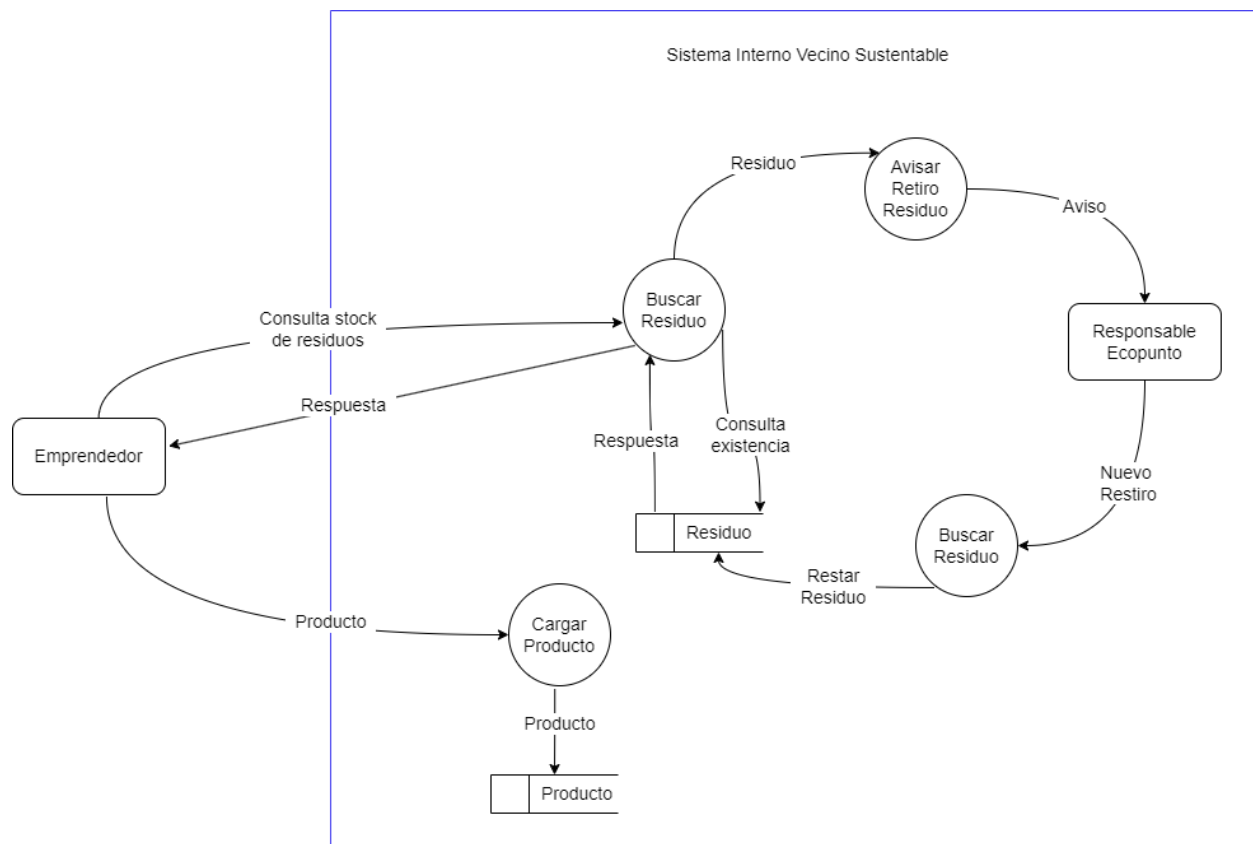 Sistema Interno Vecino Sustentable
Residuo
Avisar
Retiro
Residuo
Aviso
Buscar
Residuo
Consulta stock
de residuos
Responsable
Ecopunto
Respuesta
Emprendedor
Respuesta
Consulta
existencia
Nuevo
Restiro
Residuo
Buscar
Residuo
Restar
Residuo
Producto
Cargar
Producto
Producto
Producto